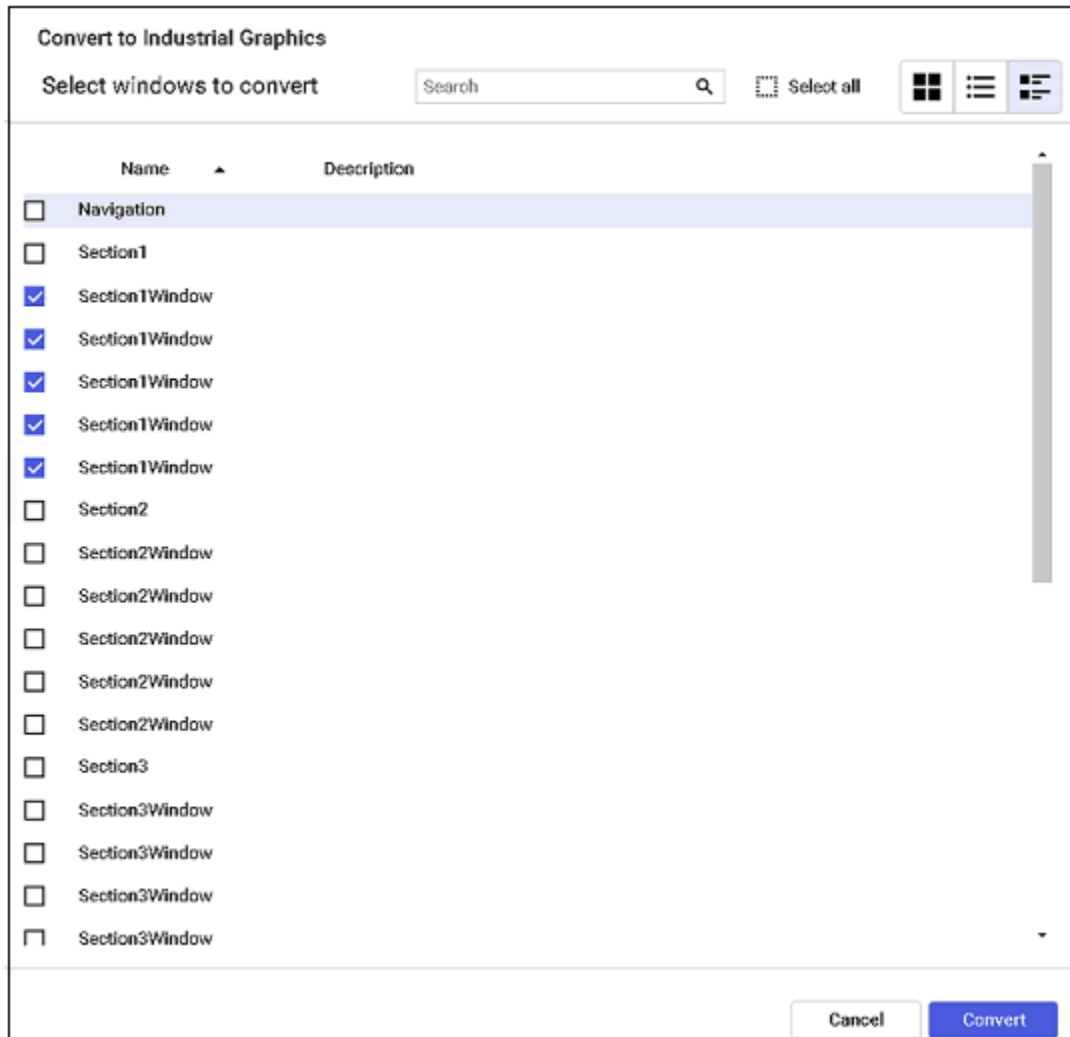 Convert to Industrial Graphics
Select windows to convert Search Select all
Name Description
Navigation
Section1
Section1Window
Section1Window
Section1Window
Section1Window
Section1Window
Section2
Section2Window
Section2Window
Section2Window
Section2Window
Section2Window
Section3
Section3Window
Section3Window
Section3Window
Section3Window
Cancel Convert